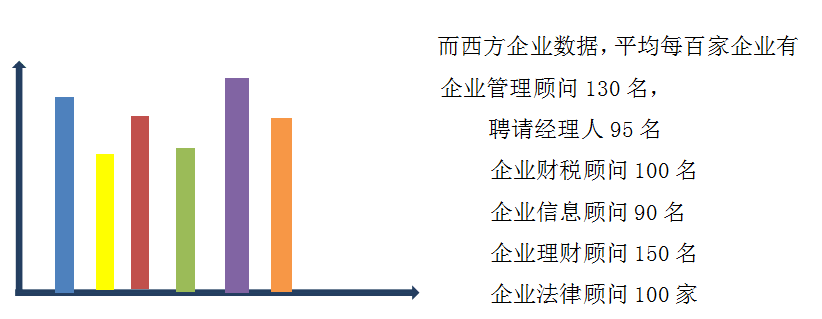 而西方企业数据，平均每百家企业有
企业管理顾问 130 名，
聘请经理人 95 名
企业财税顾问 100 名
企业信息顾问 90 名
企业理财顾问 150 名
企业法律顾问 100 家